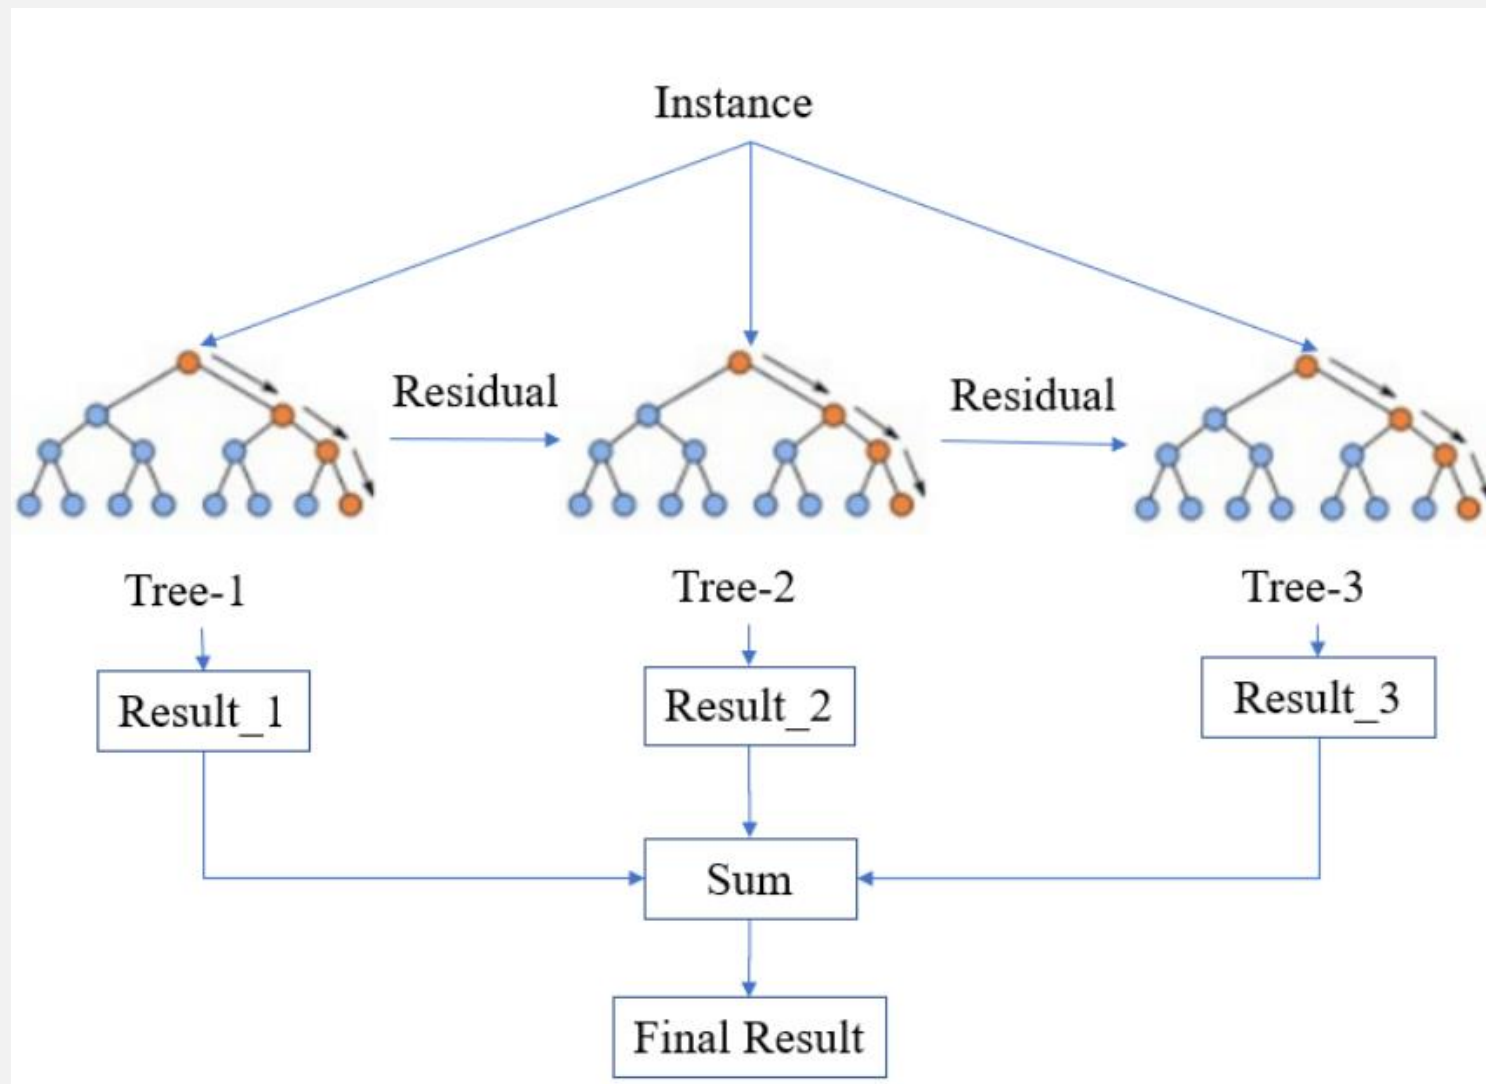 Instance
Residual
Residual
Tree-1
Tree-2
Tree-3
Result_1
Result_2
Result_3
Sum
Final Result